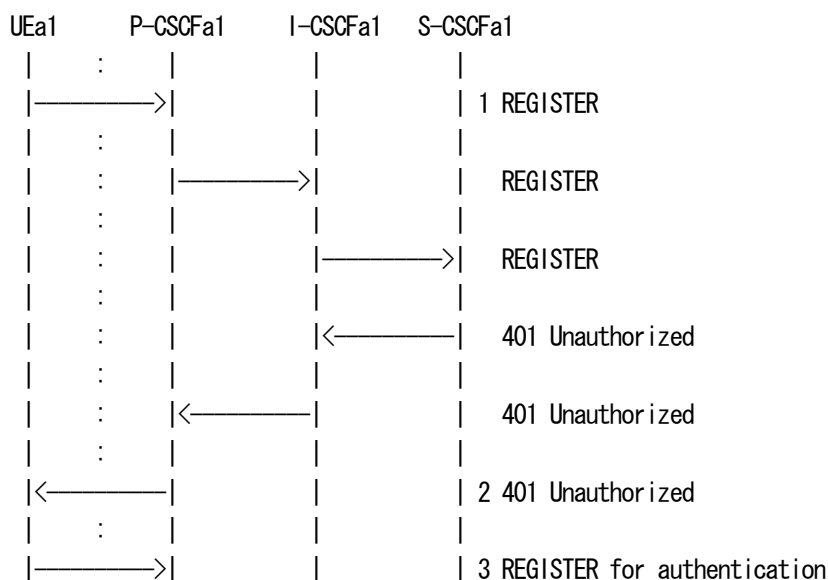 UEa1 P-CSCFa1 I-CSCFa1 S-CSCFa1
1 REGISTER
REGISTER
REGISTER
401 Unauthorized
401 Unauthorized
2 401 Unauthorized
3 REGISTER for authentication